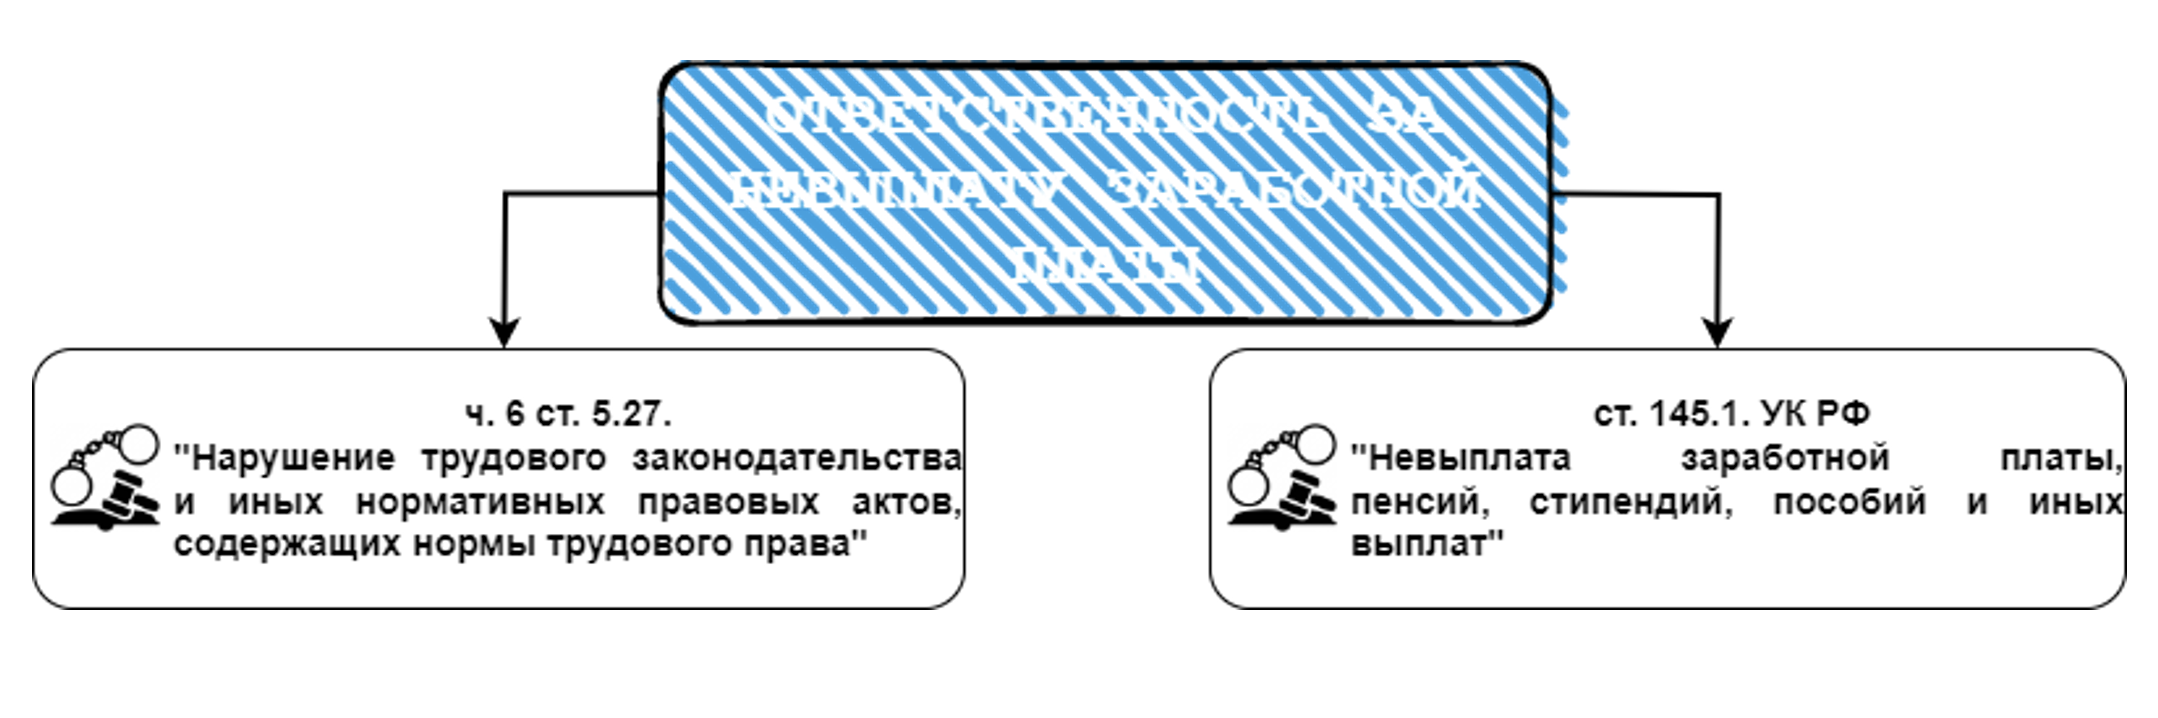 ОТВЕТСТВЕННОСТЬ ЗА
НЕВЫПЛАТУ ЗАРАБОТНОЙ
ПЛАТЫ
ч. 6 ст. 5.27.
"Нарушение трудового законодательства
и иных нормативных правовых актов,
содержащих нормы трудового права"
ст. 145.1. УК РФ
"Невыплата заработной платы,
пенсий, стипендий, пособий и иных
выплат"